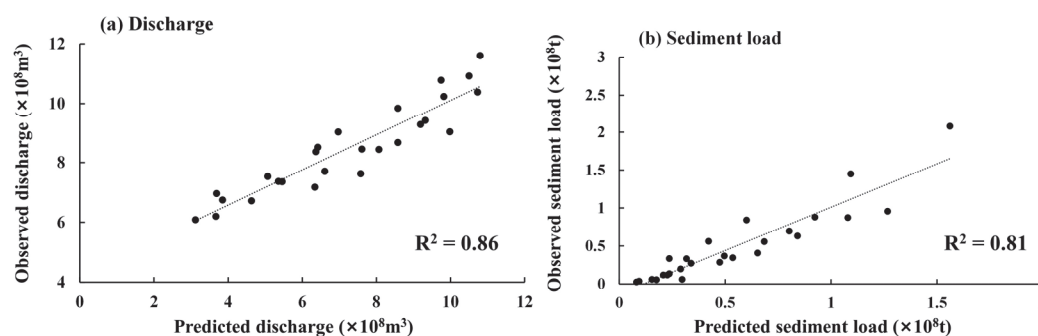 (a) Discharge
Observed discharge (×10⁸m³)
12
10
8
6
4
0 2 4 6 8 10 12
R² = 0.86
Predicted discharge (×10⁸m³)
(b) Sediment load
Observed sediment load (×10⁸t)
3
2.5
2
1.5
1
0.5
0
0 0.5 1 1.5
R² = 0.81
Predicted sediment load (×10⁸t)